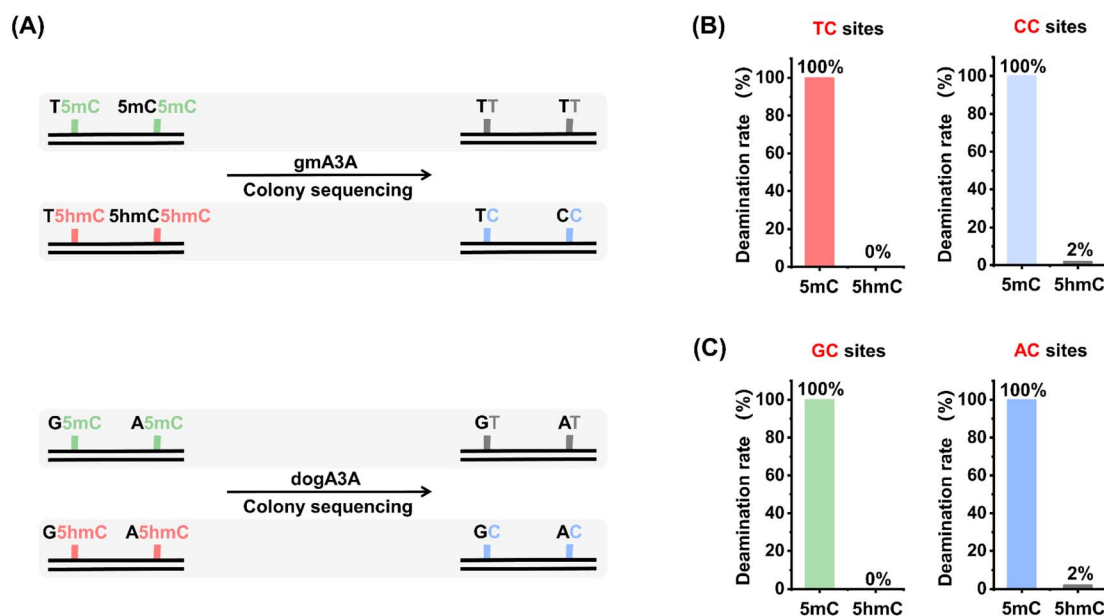 (A)
T5mC 5mC5mC
TT TT
gmA3A
Colony sequencing
T5hmC 5hmC5hmC
TC CC
G5mC A5mC
GT AT
dogA3A
Colony sequencing
G5hmC A5hmC
GC AC
(B)
TC sites
Deamination rate (%)
100
80
60
40
20
0
100%
0%
5mC 5hmC
CC sites
Deamination rate (%)
100
80
60
40
20
0
100%
2%
5mC 5hmC
(C)
GC sites
Deamination rate (%)
100
80
60
40
20
0
100%
0%
5mC 5hmC
AC sites
Deamination rate (%)
100
80
60
40
20
0
100%
2%
5mC 5hmC